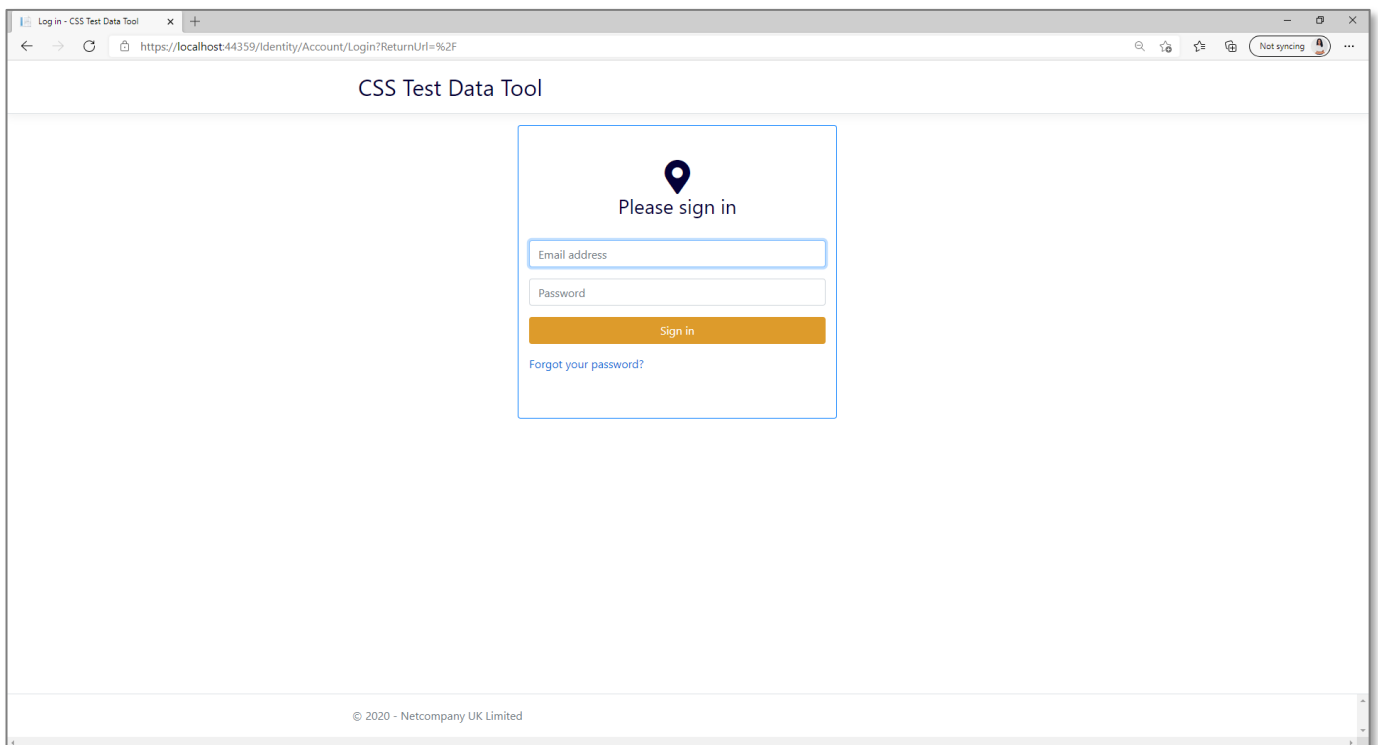 Log in - CSS Test Data Tool
https://localhost:44359/Identity/Account/Login?ReturnUrl=%2F
Not syncing
CSS Test Data Tool
Please sign in
Email address
Password
Sign in
Forgot your password?
© 2020 - Netcompany UK Limited